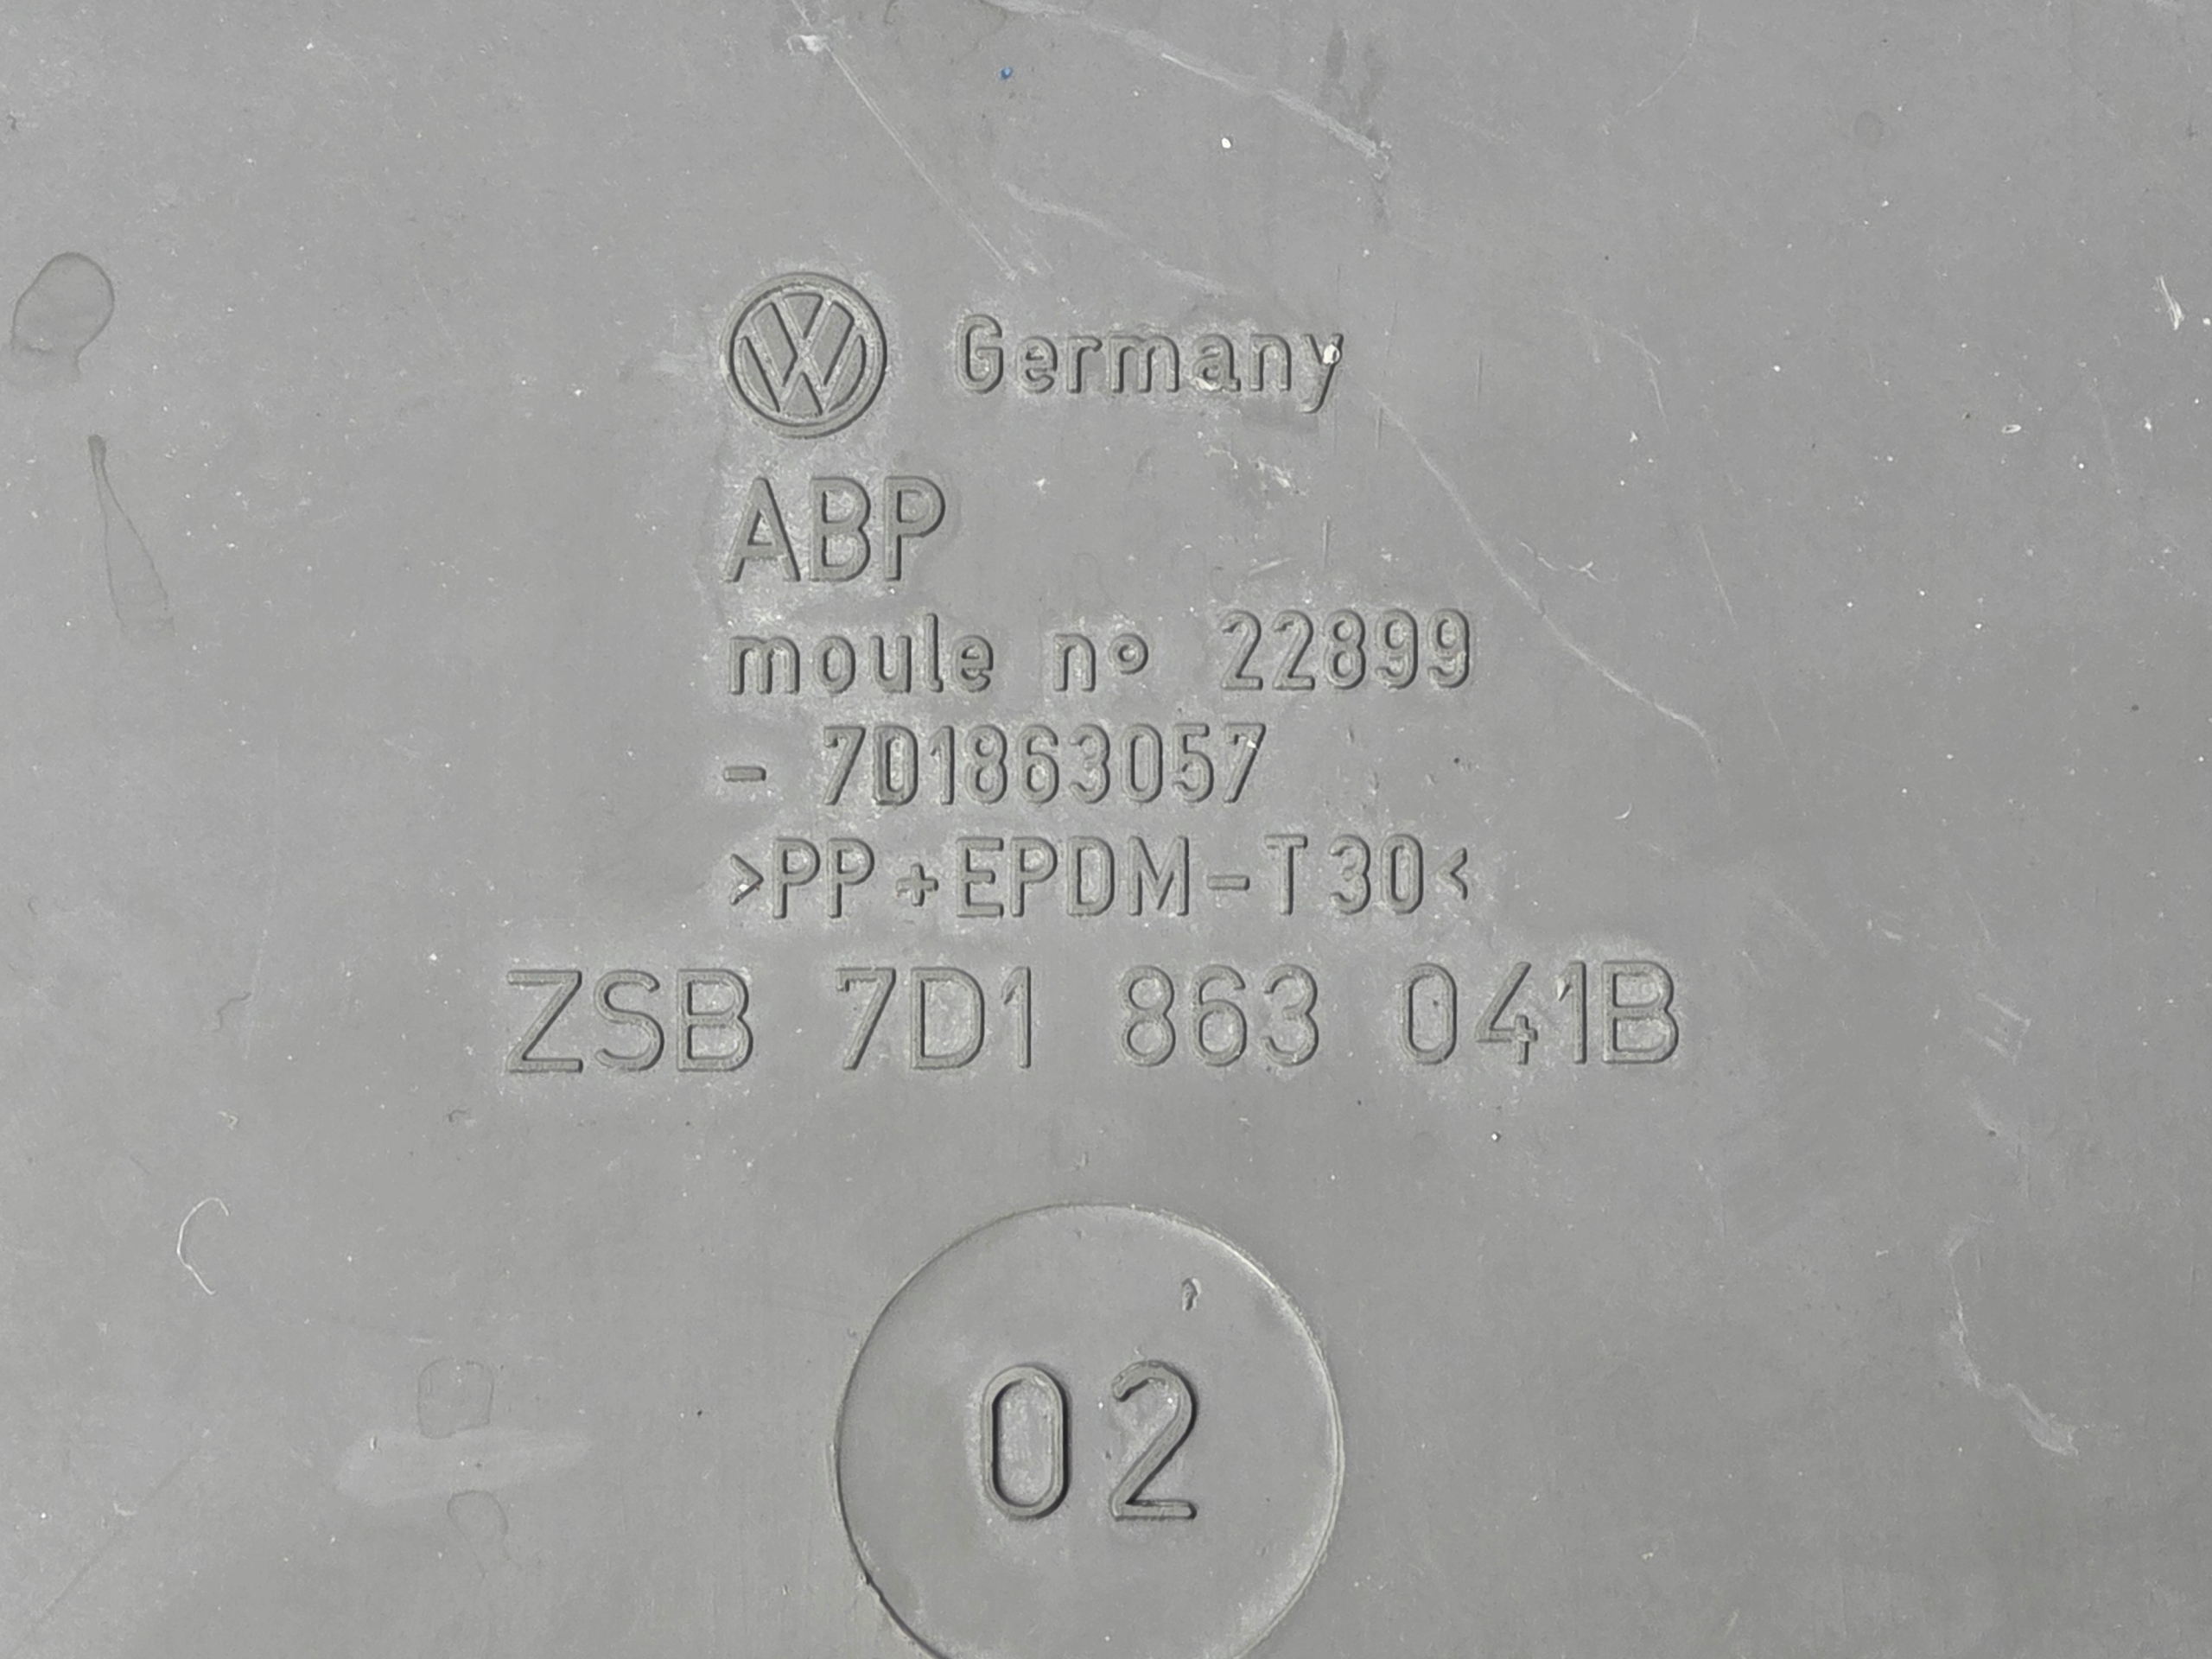 Germany
ABP
moule n° 22899
- 7D1863057
>PP+EPDM-T30<
ZSB 7D1 863 041B
02